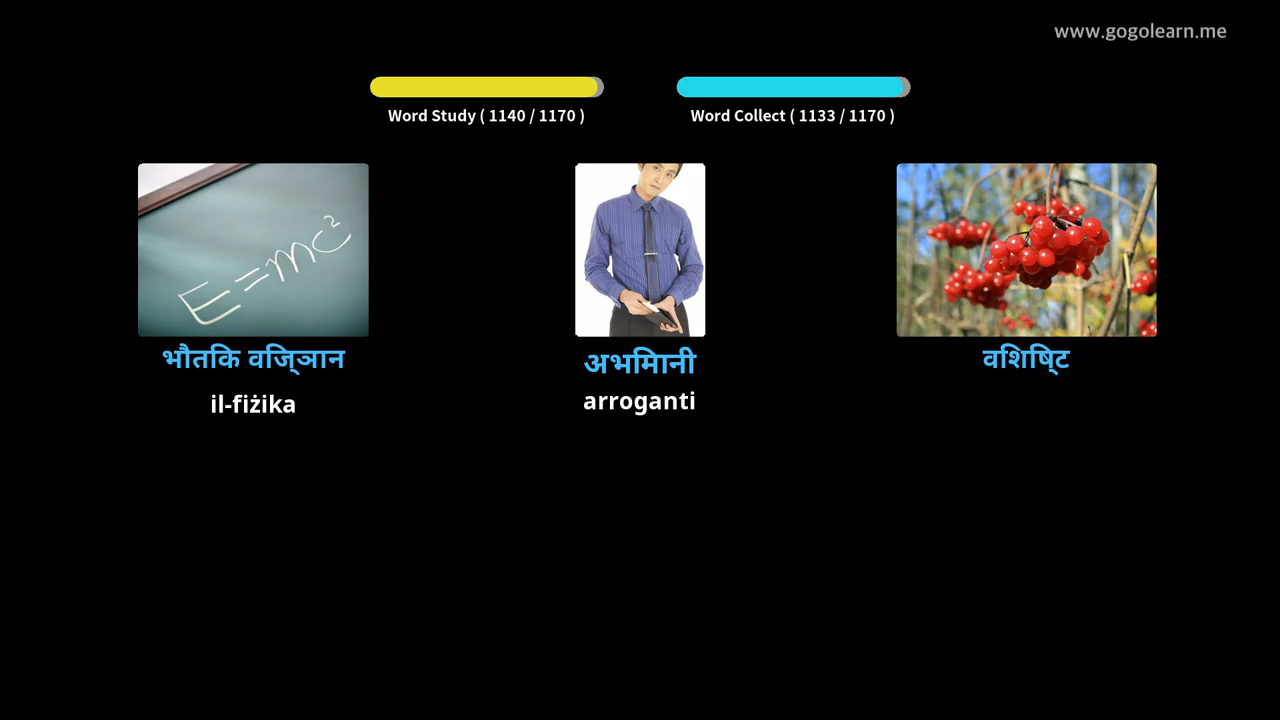 www.gogolearn.me
Word Study ( 1140 / 1170 )
Word Collect ( 1133 / 1170 )
E=mc²
भौतकि वजि्ञान
अभमिानी
वशिषि्ट
il-fiżika
arroganti